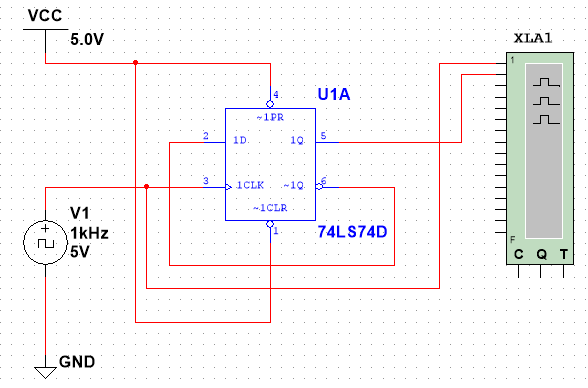 VCC
5.0V
XLA1
1
4
U1A
~1PR
2
1D
1Q
5
3
1CLK
~1Q
6
~1CLR
1
74LS74D
V1
1kHz
5V
F
C Q T
GND